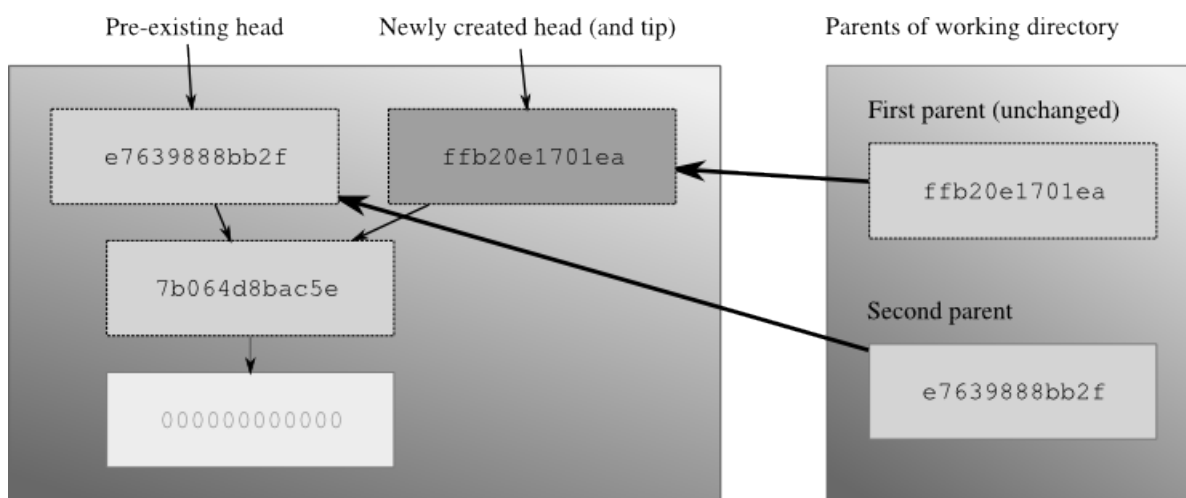 Pre-existing head
Newly created head (and tip)
Parents of working directory
First parent (unchanged)
e7639888bb2f
ffb20e1701ea
ffb20e1701ea
7b064d8bac5e
Second parent
000000000000
e7639888bb2f